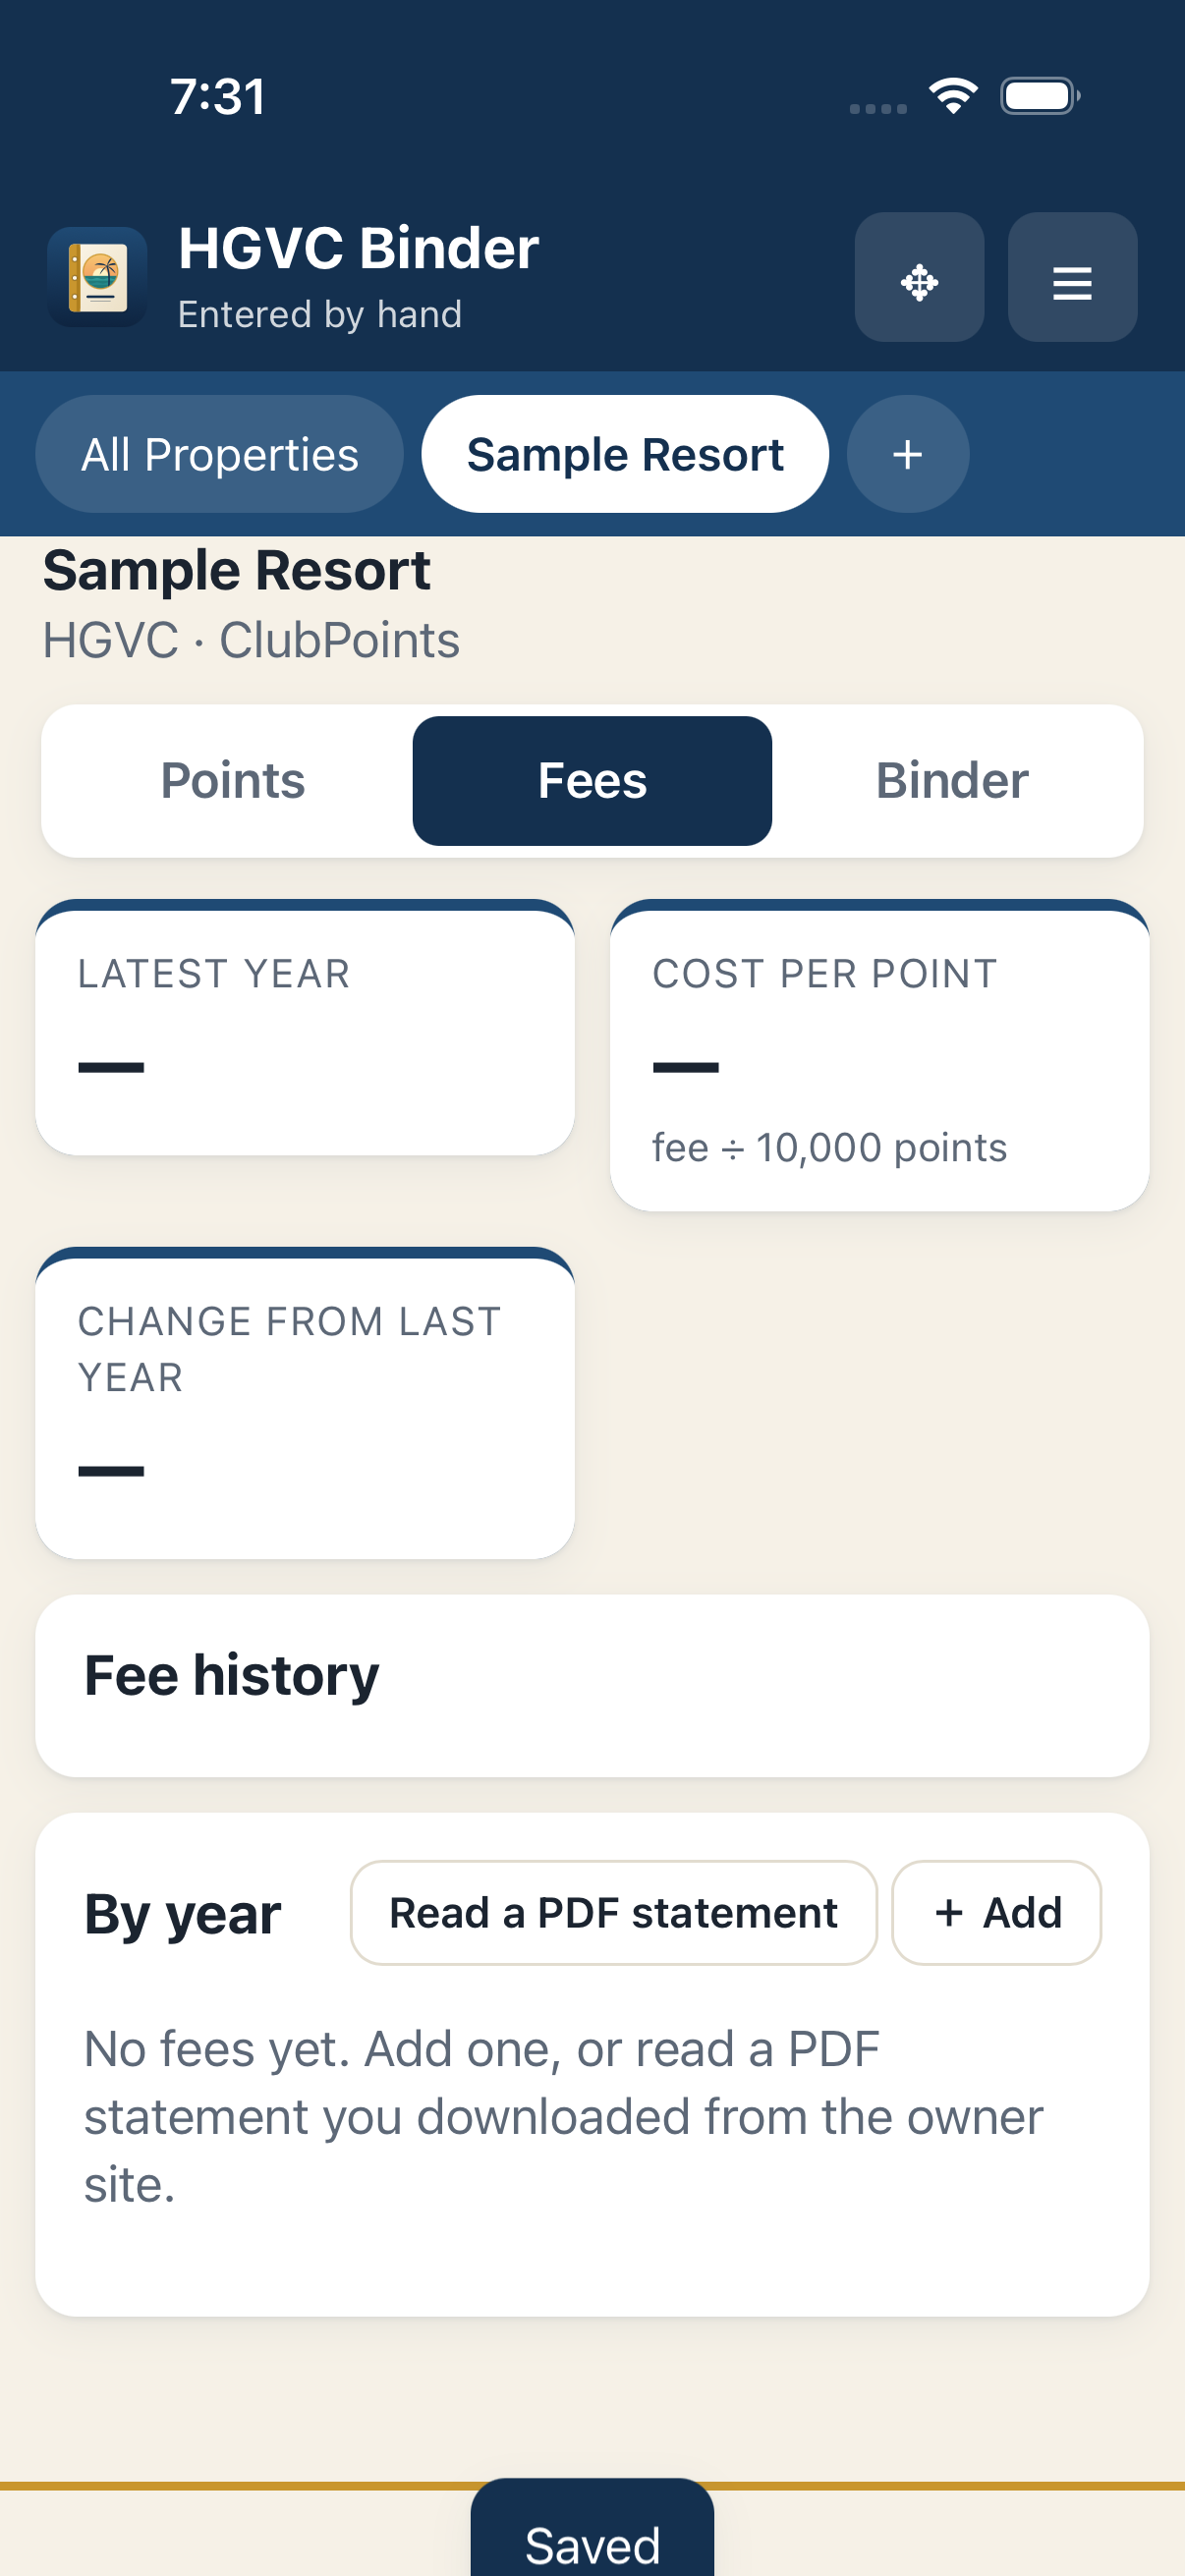 7:31
HGVC Binder
Entered by hand
All Properties
Sample Resort
+
Sample Resort
HGVC · ClubPoints
Points
Fees
Binder
LATEST YEAR
—
COST PER POINT
—
fee ÷ 10,000 points
CHANGE FROM LAST
YEAR
—
Fee history
By year
Read a PDF statement
+ Add
No fees yet. Add one, or read a PDF
statement you downloaded from the owner
site.
Saved